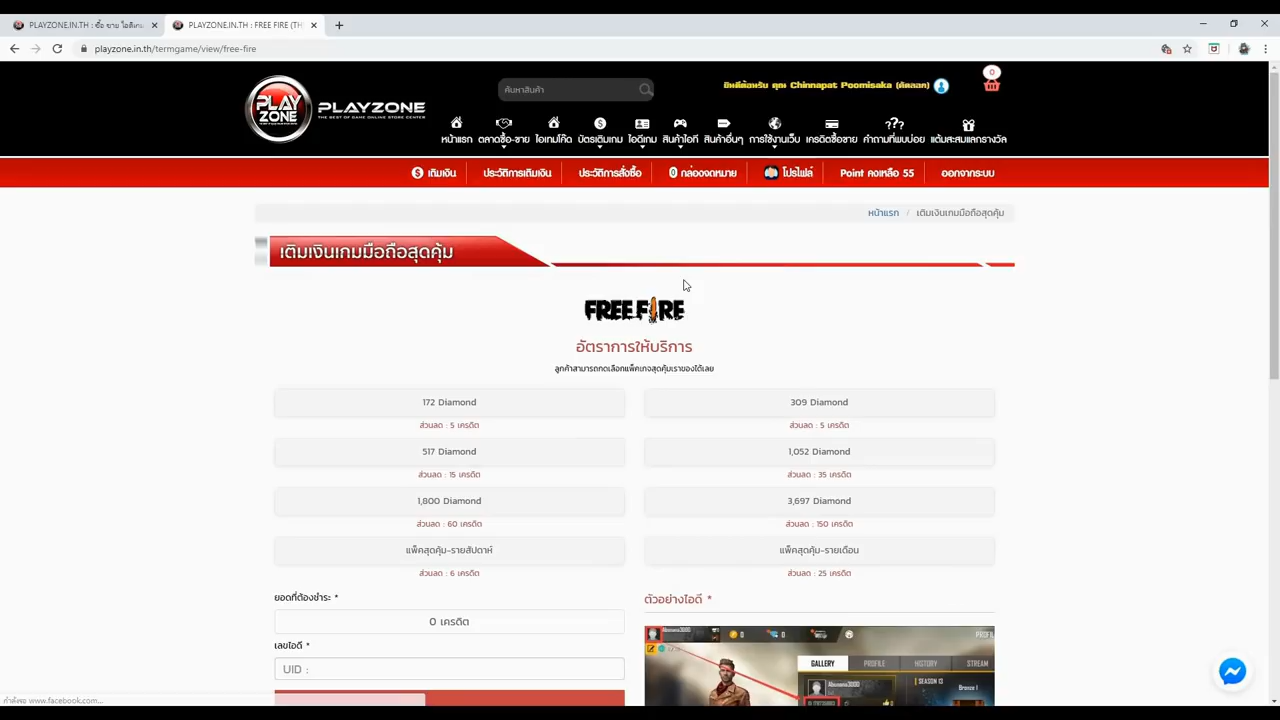 PLAYZONE.IN.TH : ซื้อ ขาย ไอดีเกม
PLAYZONE.IN.TH : FREE FIRE (TH
playzone.in.th/termgame/view/free-fire
PLAY ZONE
PLAYZONE
THE BEST OF GAME ONLINE STORE CENTER
ค้นหาสินค้า
ยินดีต้อนรับ คุณ Chinnapat Poomisaka (คัดลอก)
0
หน้าแรก ตลาดซื้อ-ขาย ไอเทมโค๊ด บัตรเติมเกม ไอดีเกม สินค้าไอที สินค้าอื่นๆ การใช้งานเว็บ เครดิตซื้อขาย คำถามที่พบบ่อย แต้มสะสมแลกรางวัล
เติมเงิน ประวัติการเติมเงิน ประวัติการสั่งซื้อ 0 กล่องจดหมาย โปรไฟล์ Point คงเหลือ 55 ออกจากระบบ
หน้าแรก / เติมเงินเกมมือถือสุดคุ้ม
เติมเงินเกมมือถือสุดคุ้ม
FREE FIRE
อัตราการให้บริการ
ลูกค้าสามารถกดเลือกแพ็คเกจสุดคุ้มเราของได้เลย
172 Diamond 309 Diamond
ส่วนลด : 5 เครดิต ส่วนลด : 5 เครดิต
517 Diamond 1,052 Diamond
ส่วนลด : 15 เครดิต ส่วนลด : 35 เครดิต
1,800 Diamond 3,697 Diamond
ส่วนลด : 60 เครดิต ส่วนลด : 150 เครดิต
แพ็คสุดคุ้ม-รายสัปดาห์ แพ็คสุดคุ้ม-รายเดือน
ส่วนลด : 6 เครดิต ส่วนลด : 25 เครดิต
ยอดที่ต้องชำระ *
0 เครดิต
เลขไอดี *
UID :
ตัวอย่างไอดี *
PROFIL
GALLERY PROFILE HISTORY STREAM
SEASON 13
Bronze 1
กำลังรอ www.facebook.com...